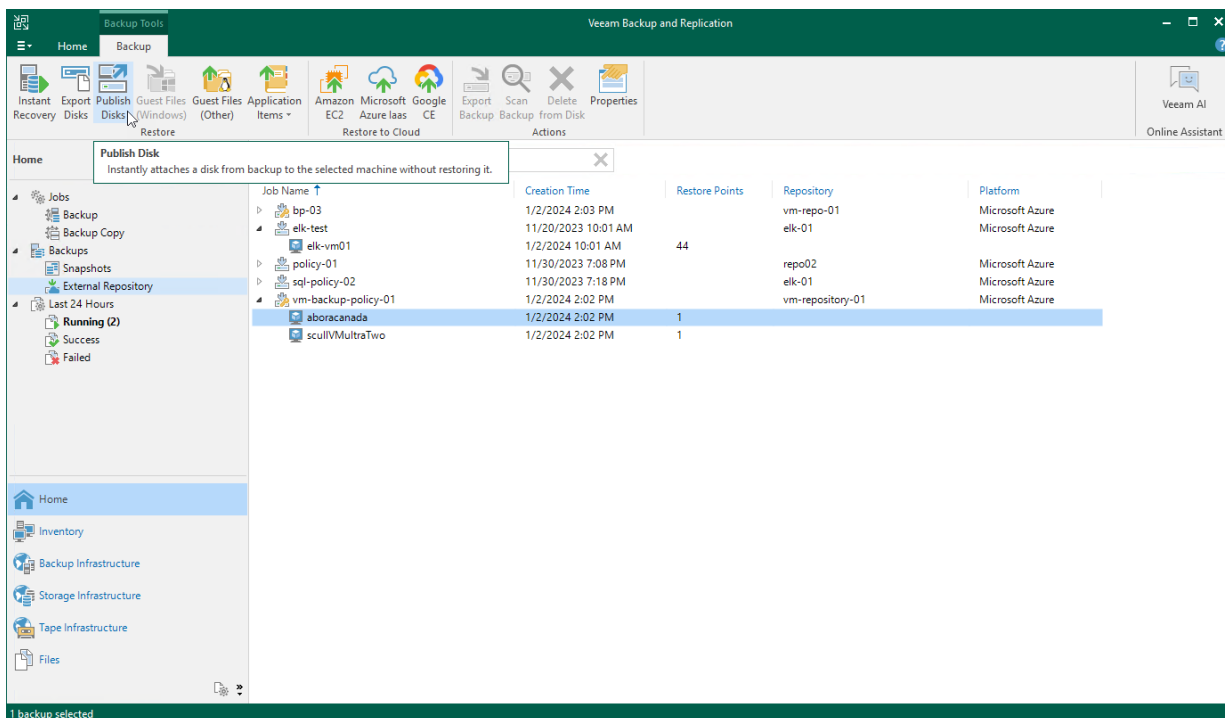 Backup Tools
Veeam Backup and Replication
Home Backup
Instant Recovery
Export Disks
Publish Disks
Guest Files (Windows)
Guest Files (Other)
Application Items
Amazon EC2
Microsoft Azure Iaas
Google CE
Export Backup
Scan Backup
Delete from Disk
Properties
Veeam AI
Restore
Restore to Cloud
Actions
Online Assistant
Home
Publish Disk
Instantly attaches a disk from backup to the selected machine without restoring it.
Jobs
Backup
Backup Copy
Backups
Snapshots
External Repository
Last 24 Hours
Running (2)
Success
Failed
Job Name Creation Time Restore Points Repository Platform
bp-03 1/2/2024 2:03 PM vm-repo-01 Microsoft Azure
elk-test 11/20/2023 10:01 AM elk-01 Microsoft Azure
elk-vm01 1/2/2024 10:01 AM 44
policy-01 11/30/2023 7:08 PM repo02 Microsoft Azure
sql-policy-02 11/30/2023 7:18 PM elk-01 Microsoft Azure
vm-backup-policy-01 1/2/2024 2:02 PM vm-repository-01 Microsoft Azure
aboracanada 1/2/2024 2:02 PM 1
scullVMultraTwo 1/2/2024 2:02 PM 1
Home
Inventory
Backup Infrastructure
Storage Infrastructure
Tape Infrastructure
Files
1 backup selected